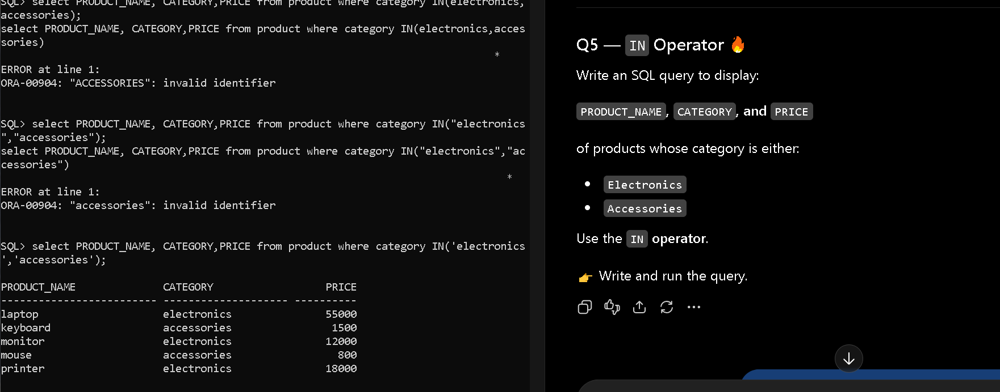 SQL> select PRODUCT_NAME, CATEGORY,PRICE from product where category IN(electronics,
accessories);
select PRODUCT_NAME, CATEGORY,PRICE from product where category IN(electronics,acces
sories)
*
ERROR at line 1:
ORA-00904: "ACCESSORIES": invalid identifier
SQL> select PRODUCT_NAME, CATEGORY,PRICE from product where category IN("electronics
","accessories");
select PRODUCT_NAME, CATEGORY,PRICE from product where category IN("electronics","ac
cessories")
*
ERROR at line 1:
ORA-00904: "accessories": invalid identifier
SQL> select PRODUCT_NAME, CATEGORY,PRICE from product where category IN('electronics
','accessories');
PRODUCT_NAME CATEGORY PRICE
------------------------- -------------------- ----------
laptop electronics 55000
keyboard accessories 1500
monitor electronics 12000
mouse accessories 800
printer electronics 18000
Q5 — IN Operator 🔥
Write an SQL query to display:
PRODUCT_NAME, CATEGORY, and PRICE
of products whose category is either:
• Electronics
• Accessories
Use the IN operator.
👉 Write and run the query.